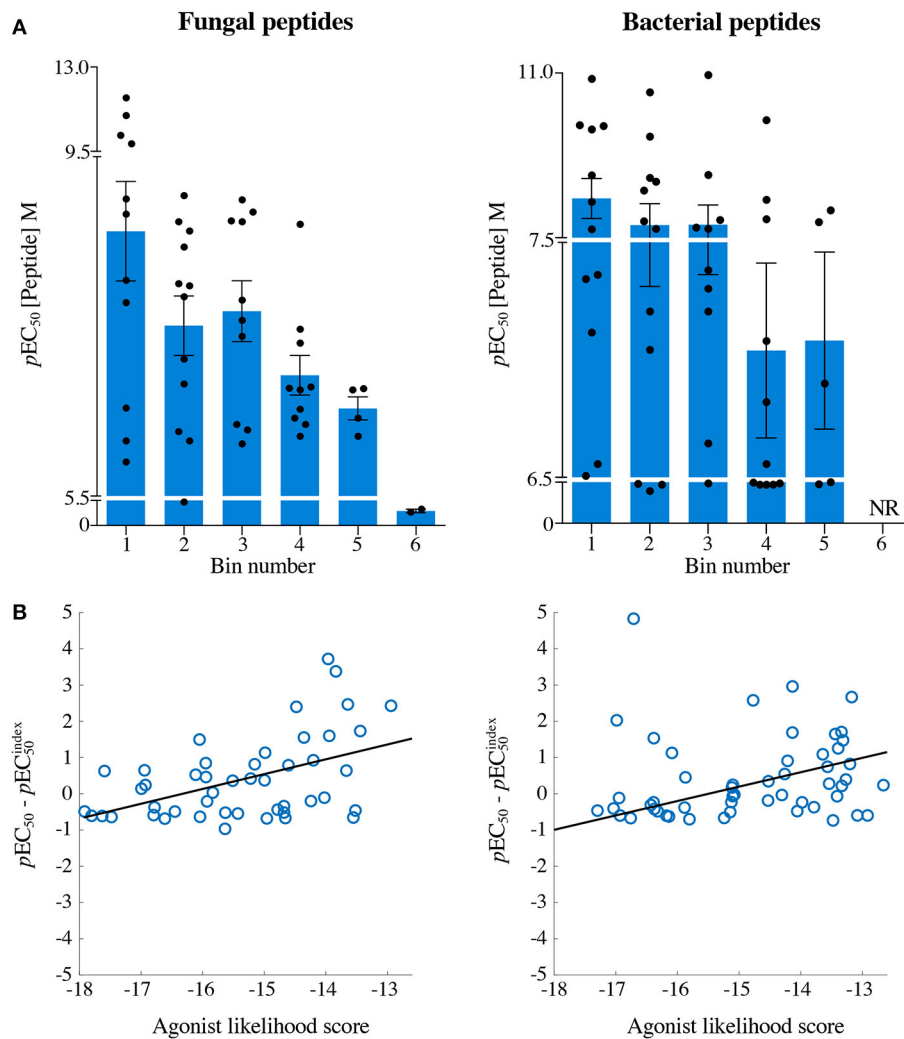 A
Fungal peptides
Bacterial peptides
pEC50 [Peptide] M
13.0
9.5
5.5
0
1 2 3 4 5 6
Bin number
pEC50 [Peptide] M
11.0
7.5
6.5
0
NR
1 2 3 4 5 6
Bin number
B
pEC50 - pEC50index
5
4
3
2
1
0
-1
-2
-3
-4
-5
-18 -17 -16 -15 -14 -13
Agonist likelihood score
pEC50 - pEC50index
5
4
3
2
1
0
-1
-2
-3
-4
-5
-18 -17 -16 -15 -14 -13
Agonist likelihood score